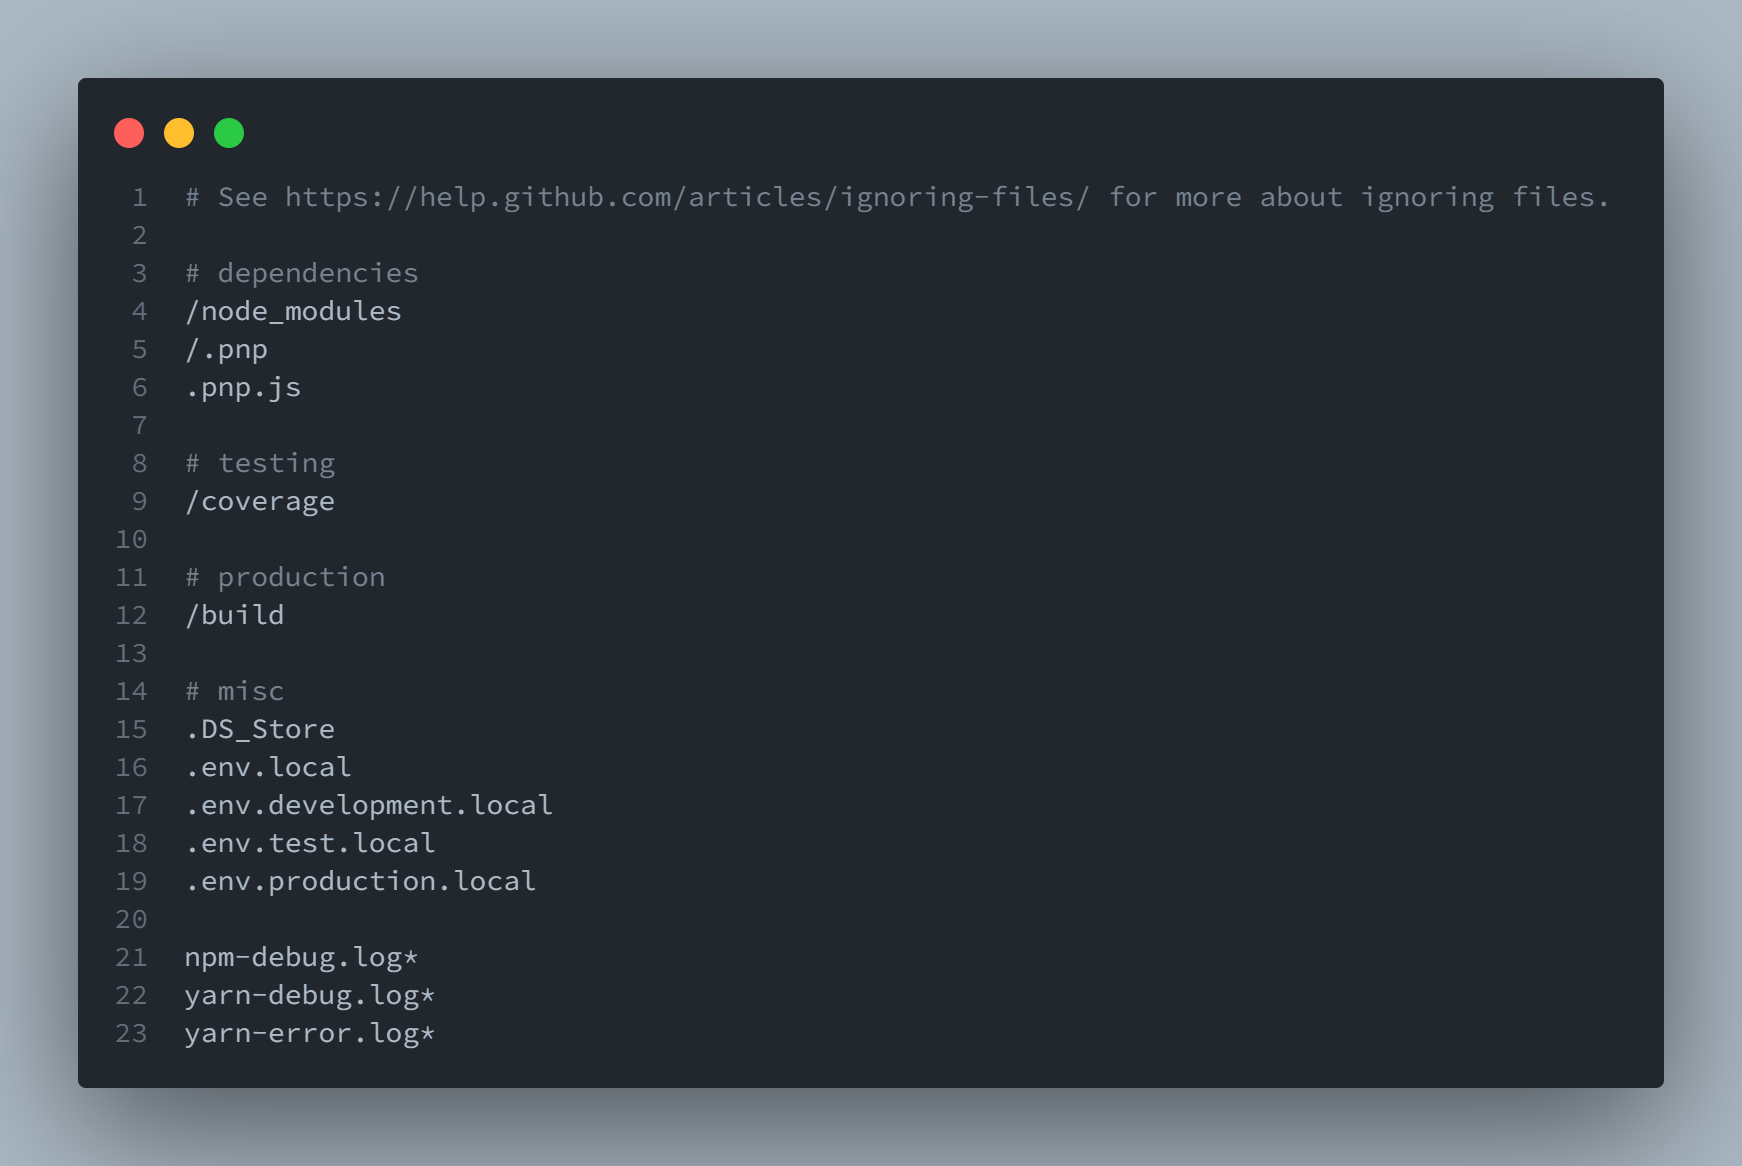 1 # See https://help.github.com/articles/ignoring-files/ for more about ignoring files.
2
3 # dependencies
4 /node_modules
5 /.pnp
6 .pnp.js
7
8 # testing
9 /coverage
10
11 # production
12 /build
13
14 # misc
15 .DS_Store
16 .env.local
17 .env.development.local
18 .env.test.local
19 .env.production.local
20
21 npm-debug.log*
22 yarn-debug.log*
23 yarn-error.log*